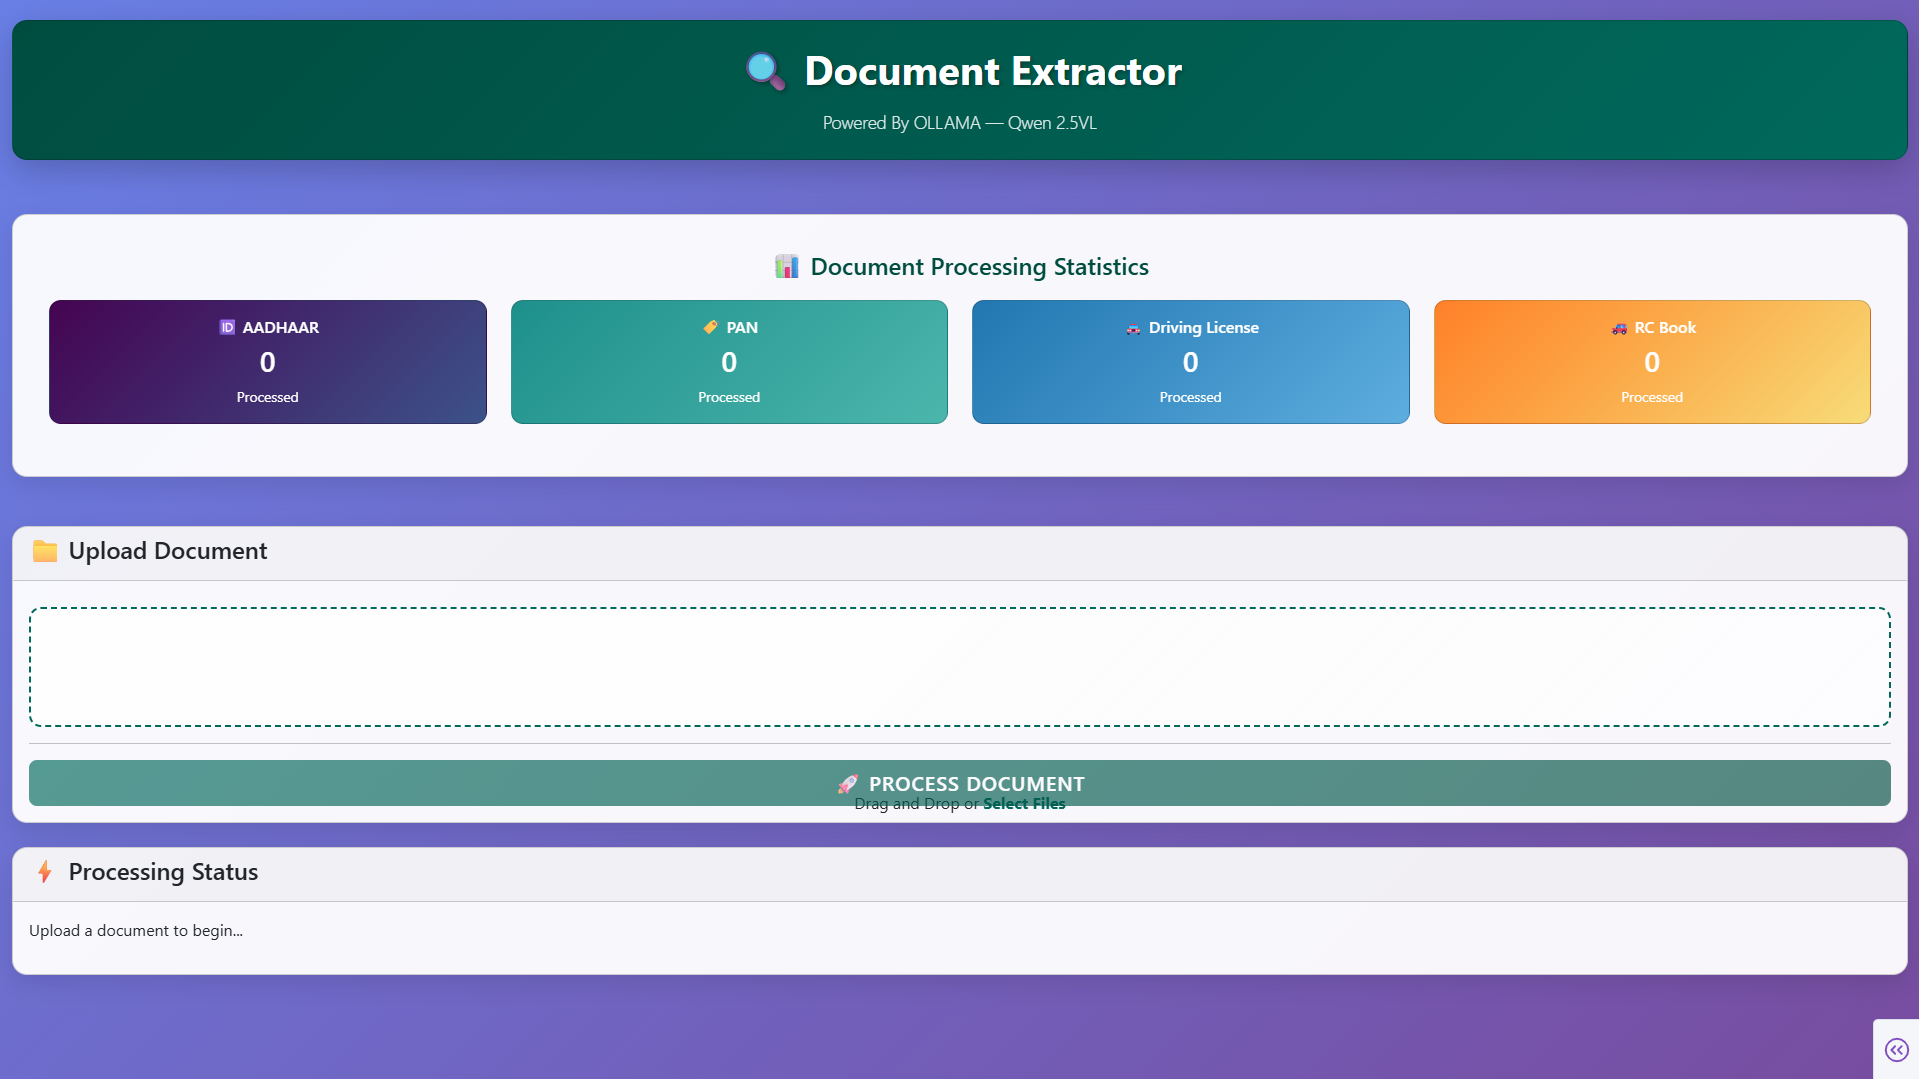 Document Extractor
Powered By OLLAMA — Qwen 2.5VL
Document Processing Statistics
ID AADHAAR
0
Processed
PAN
0
Processed
Driving License
0
Processed
RC Book
0
Processed
Upload Document
PROCESS DOCUMENT
Drag and Drop or Select Files
Processing Status
Upload a document to begin...